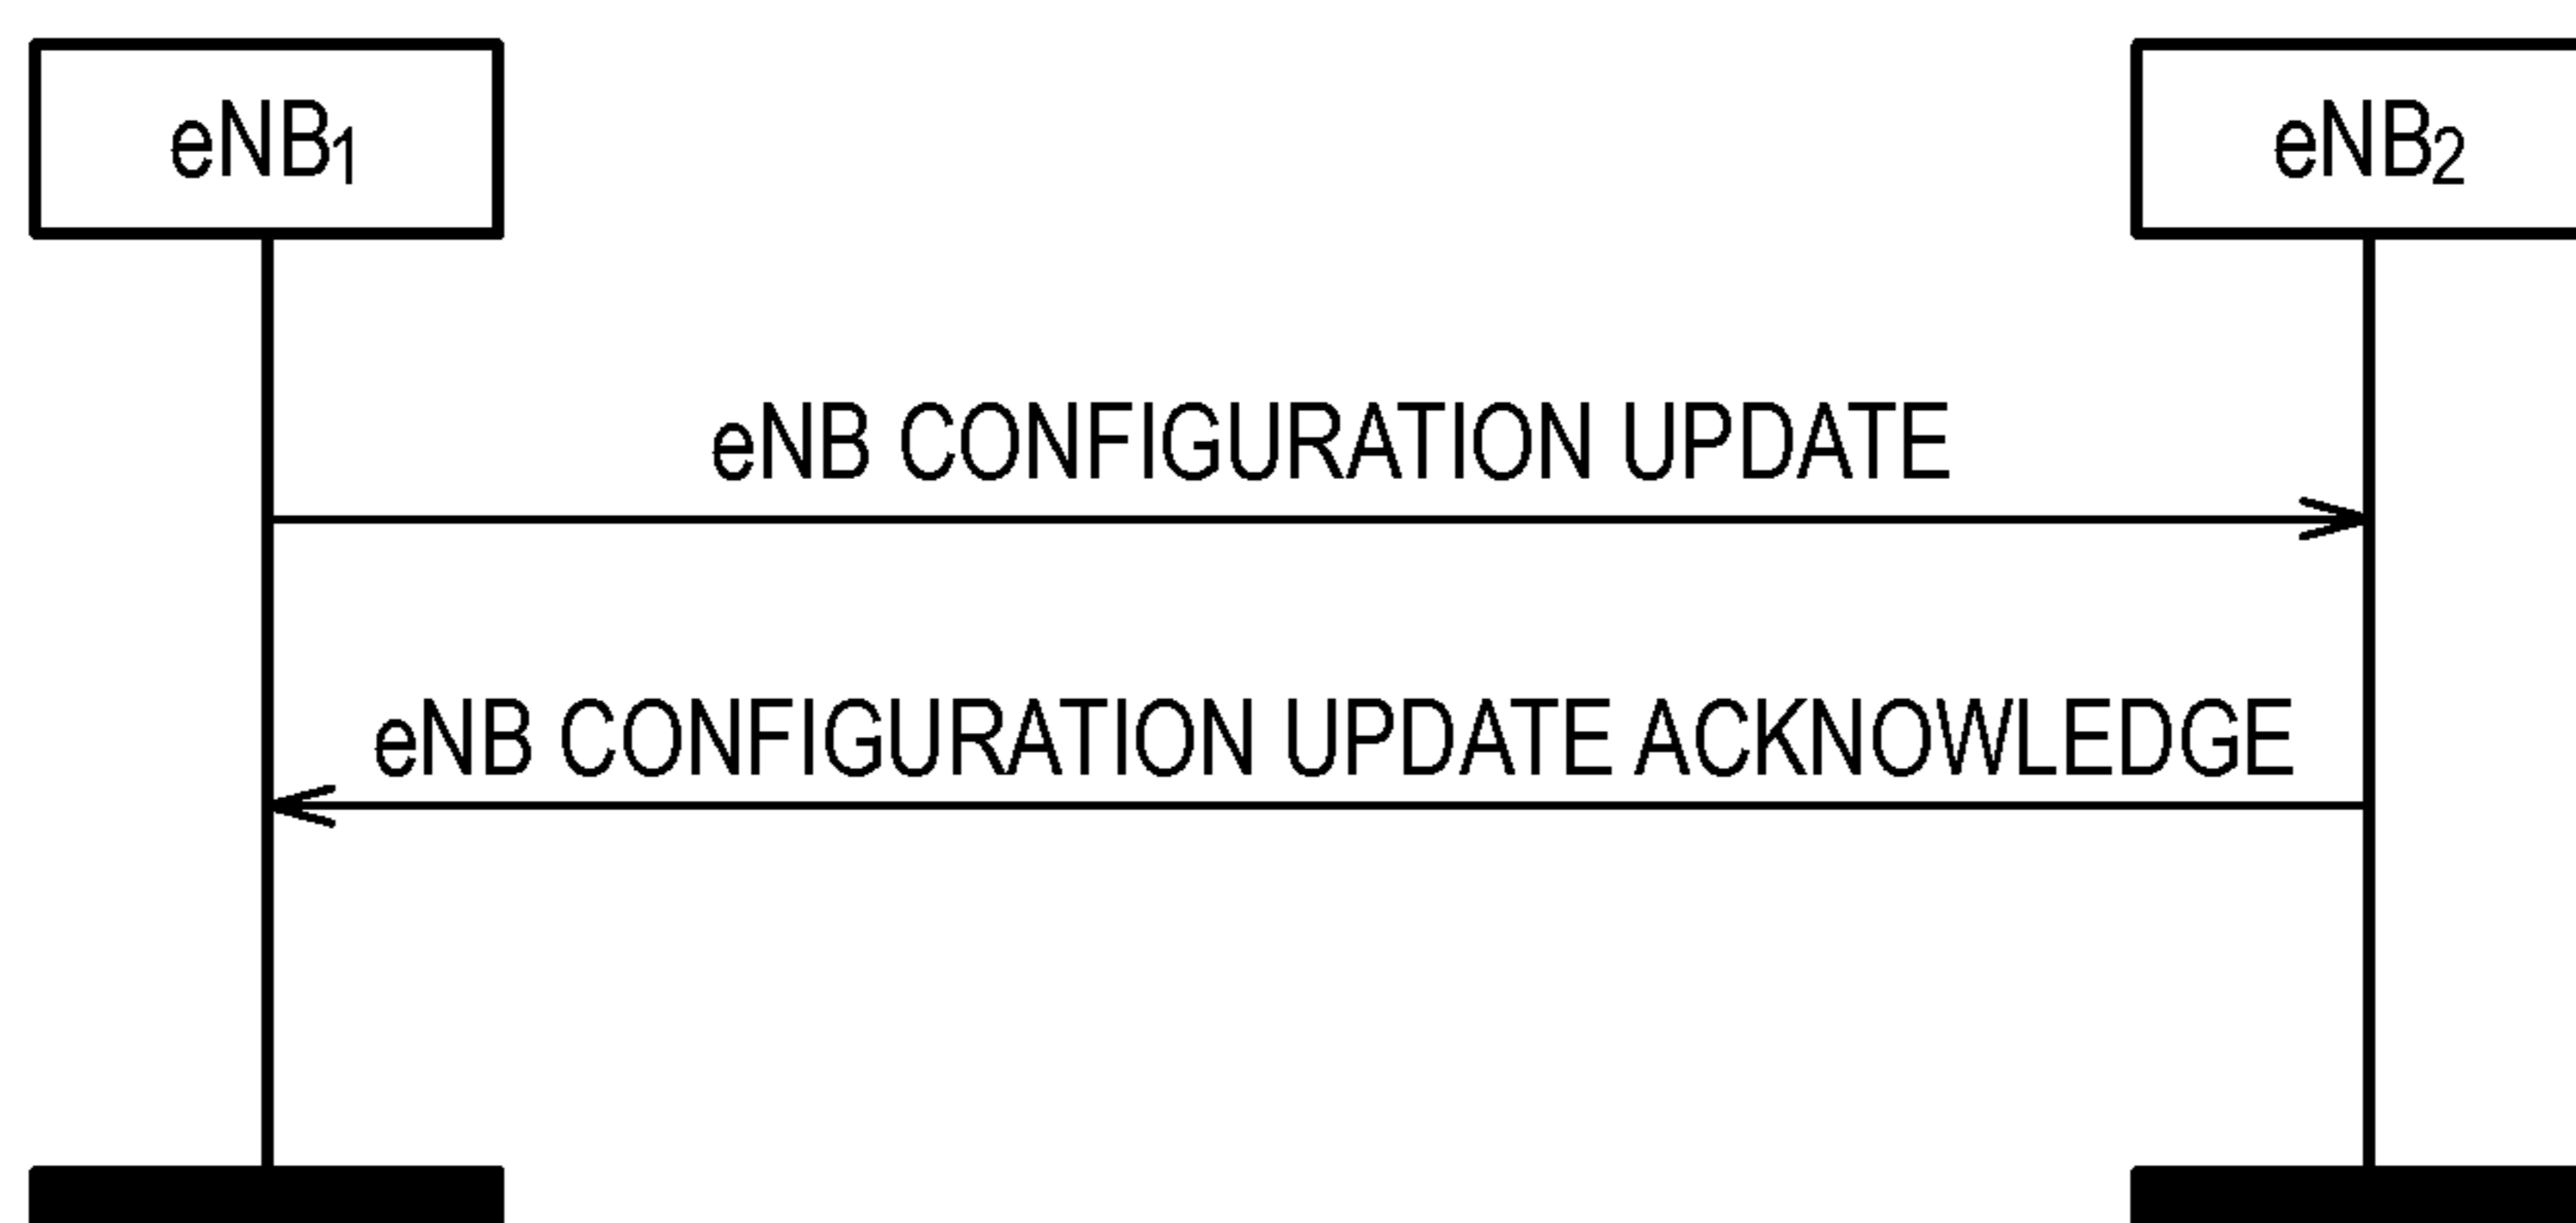 eNB1
eNB2
eNB CONFIGURATION UPDATE
eNB CONFIGURATION UPDATE ACKNOWLEDGE